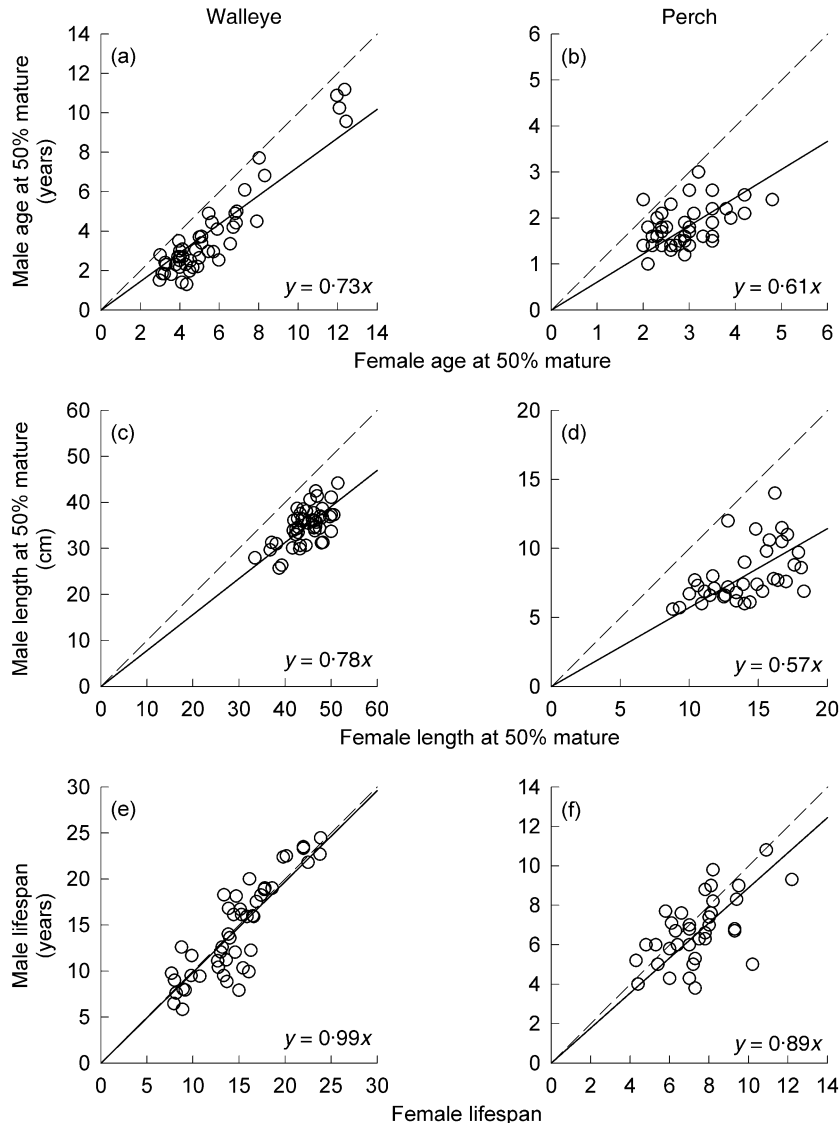 Walleye
Perch
Male age at 50% mature
(years)
(a)
14
12
10
8
6
4
2
0
y = 0·73x
0 2 4 6 8 10 12 14
(b)
6
5
4
3
2
1
0
y = 0·61x
0 1 2 3 4 5 6
Female age at 50% mature
Male length at 50% mature
(cm)
(c)
60
50
40
30
20
10
0
y = 0·78x
0 10 20 30 40 50 60
(d)
20
15
10
5
0
y = 0·57x
0 5 10 15 20
Female length at 50% mature
Male lifespan
(years)
(e)
30
25
20
15
10
5
0
y = 0·99x
0 5 10 15 20 25 30
(f)
14
12
10
8
6
4
2
0
y = 0·89x
0 2 4 6 8 10 12 14
Female lifespan